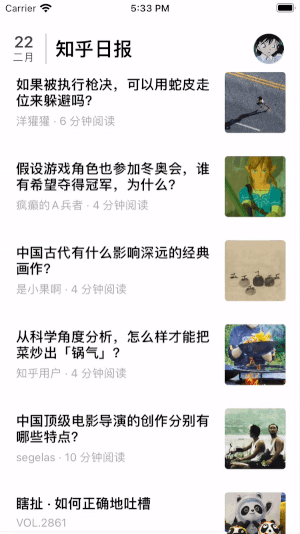 Carrier
5:33 PM
22
二月
知乎日报
如果被执行枪决，可以用蛇皮走
位来躲避吗？
洋獾獾 · 6 分钟阅读
假设游戏角色也参加冬奥会，谁
有希望夺得冠军，为什么？
疯癫的A兵者 · 4 分钟阅读
中国古代有什么影响深远的经典
画作？
是小果啊 · 4 分钟阅读
从科学角度分析，怎么样才能把
菜炒出「锅气」？
知乎用户 · 4 分钟阅读
中国顶级电影导演的创作分别有
哪些特点？
segelas · 10 分钟阅读
瞎扯 · 如何正确地吐槽
VOL.2861